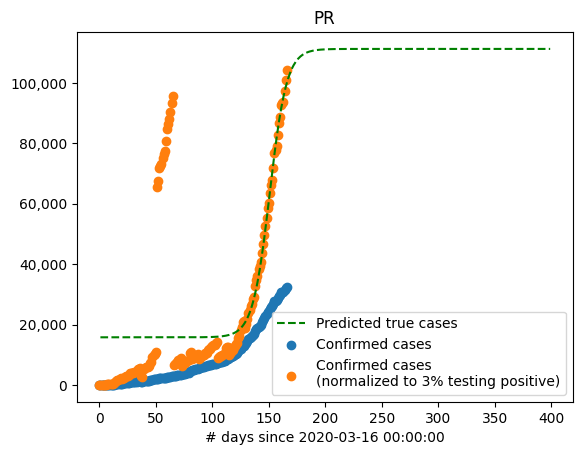 PR
100,000
80,000
60,000
40,000
20,000
0
Predicted true cases
Confirmed cases
Confirmed cases
(normalized to 3% testing positive)
0 50 100 150 200 250 300 350 400
# days since 2020-03-16 00:00:00